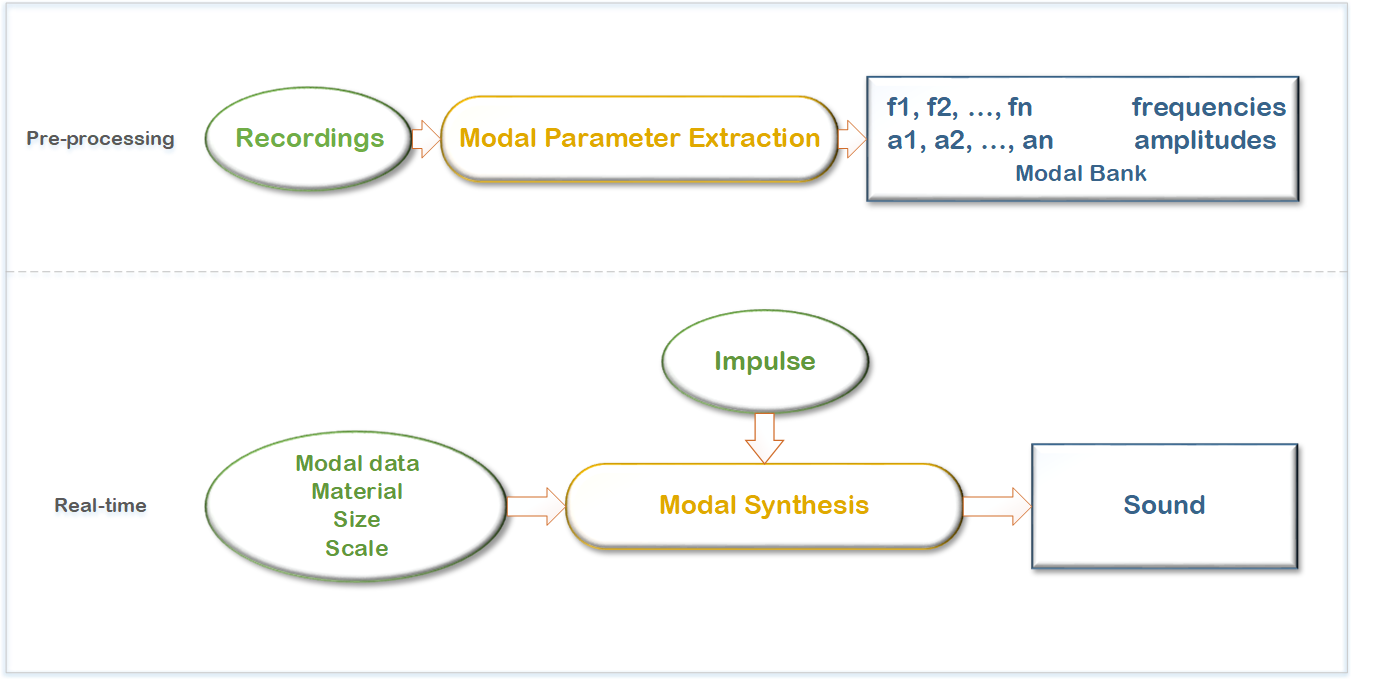 Pre-processing
Recordings
Modal Parameter Extraction
f1, f2, ..., fn frequencies
a1, a2, ..., an amplitudes
Modal Bank
Impulse
Real-time
Modal data
Material
Size
Scale
Modal Synthesis
Sound